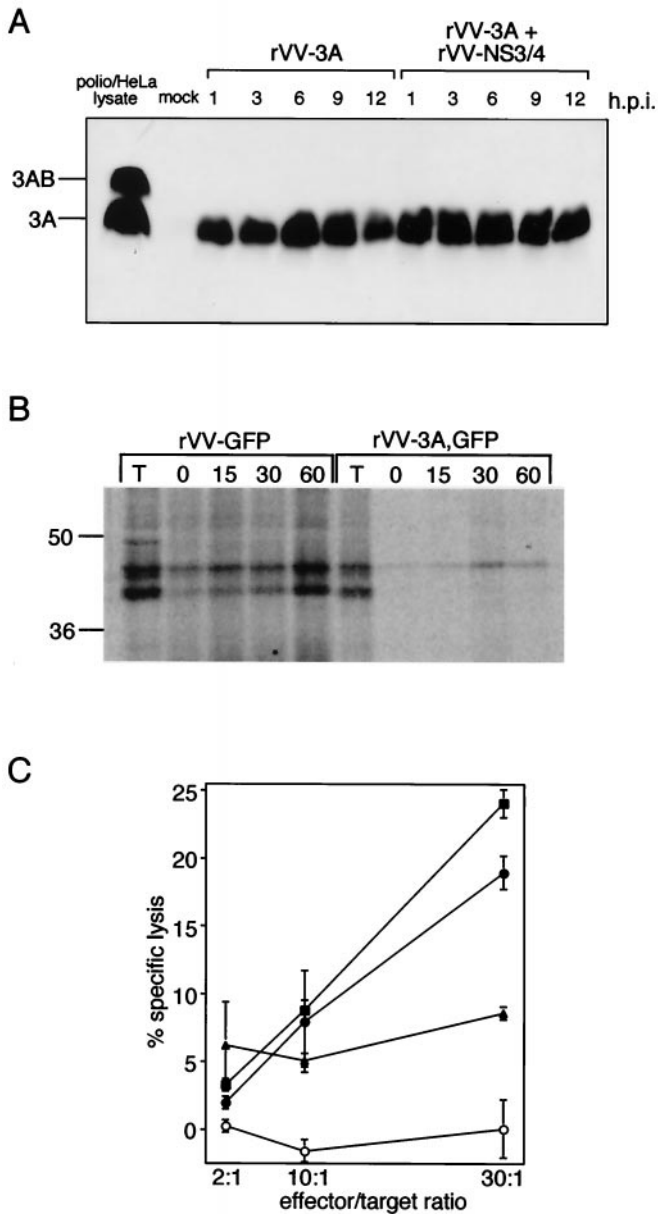 A
rVV-3A
rVV-3A +
rVV-NS3/4
polio/HeLa
lysate
mock
1 3 6 9 12 1 3 6 9 12 h.p.i.
3AB
3A
B
rVV-GFP rVV-3A,GFP
T 0 15 30 60 T 0 15 30 60
50
36
C
25
20
15
10
5
0
% specific lysis
2:1 10:1 30:1
effector/target ratio